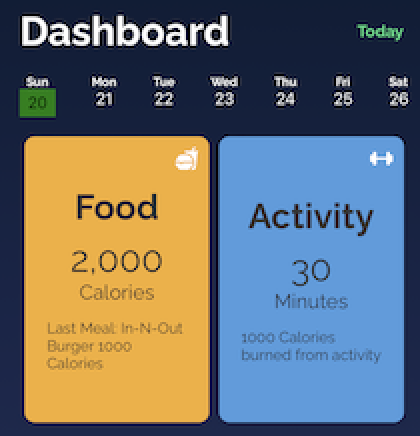 Dashboard
Today
Sun Mon Tue Wed Thu Fri Sat
20 21 22 23 24 25 26
Food
2,000
Calories
Last Meal: In-N-Out
Burger 1000
Calories
Activity
30
Minutes
1000 Calories
burned from activity